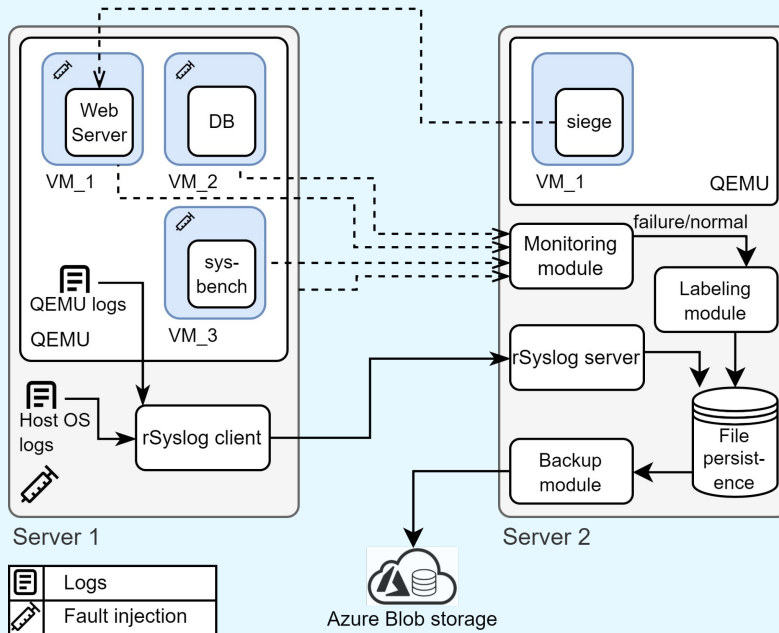 Web
Server
VM_1
DB
VM_2
sys-
bench
VM_3
QEMU logs
QEMU
Host OS
logs
rSyslog client
Server 1
siege
VM_1
QEMU
failure/normal
Monitoring
module
Labeling
module
rSyslog server
File
persist-
ence
Backup
module
Server 2
Logs
Fault injection
Azure Blob storage